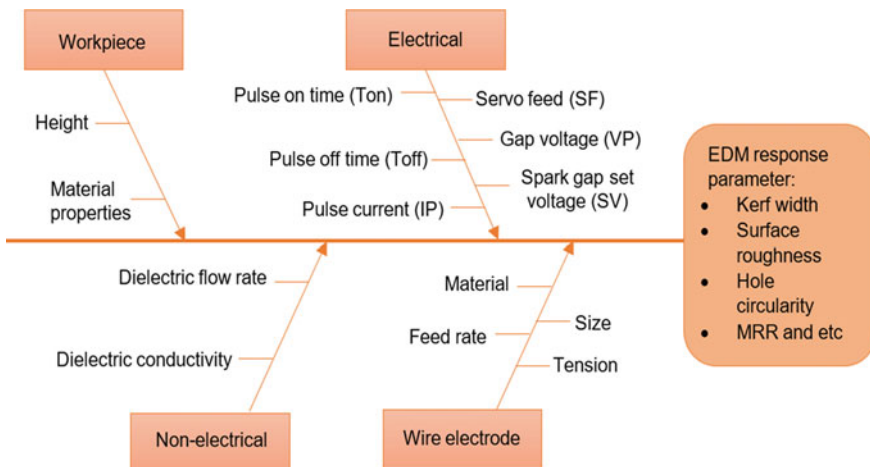 Workpiece
Electrical
Pulse on time (Ton)
Servo feed (SF)
Height
Gap voltage (VP)
Pulse off time (Toff)
Material
properties
Spark gap set
voltage (SV)
Pulse current (IP)
EDM response
parameter:
• Kerf width
• Surface
roughness
• Hole
circularity
• MRR and etc
Dielectric flow rate
Material
Size
Feed rate
Dielectric conductivity
Tension
Non-electrical
Wire electrode